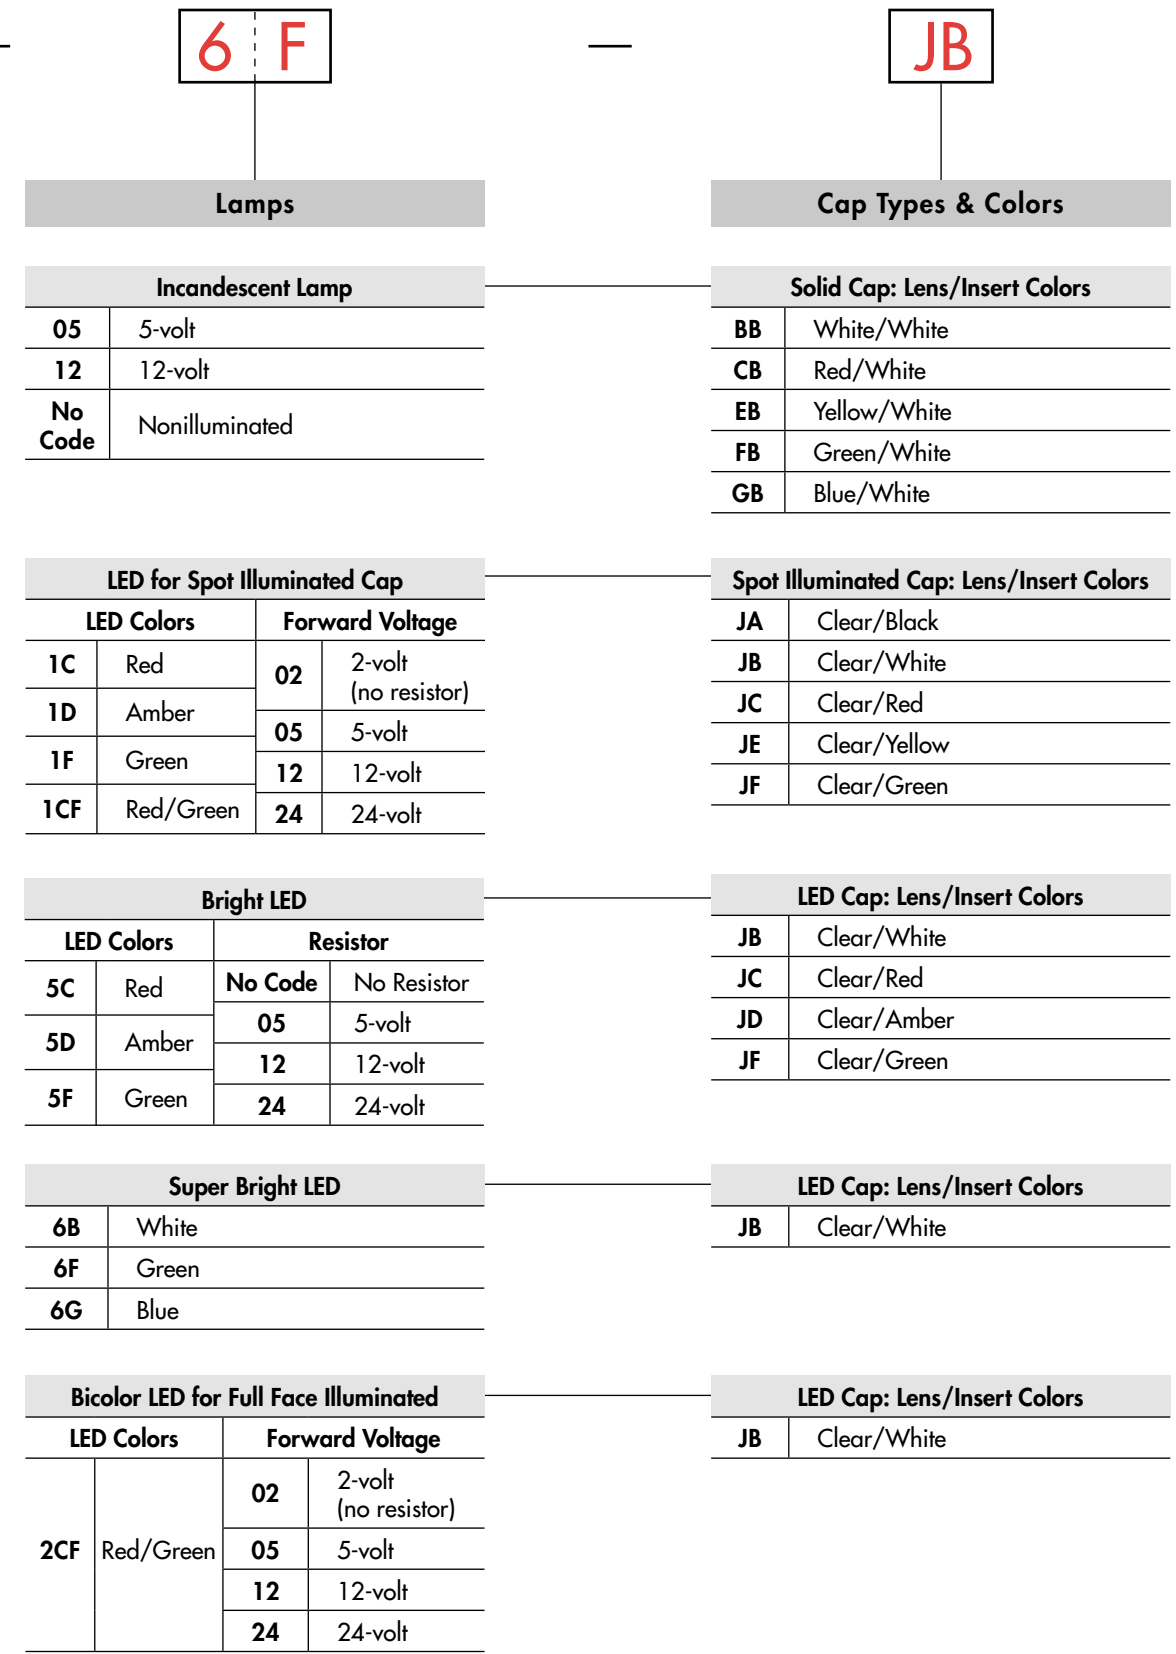 — 6 F — JB
Lamps
Cap Types & Colors
Incandescent Lamp
05 5-volt
12 12-volt
No Code Nonilluminated
Solid Cap: Lens/Insert Colors
BB White/White
CB Red/White
EB Yellow/White
FB Green/White
GB Blue/White
LED for Spot Illuminated Cap
LED Colors Forward Voltage
1C Red
1D Amber
1F Green
1CF Red/Green
02 2-volt
(no resistor)
05 5-volt
12 12-volt
24 24-volt
Spot Illuminated Cap: Lens/Insert Colors
JA Clear/Black
JB Clear/White
JC Clear/Red
JE Clear/Yellow
JF Clear/Green
Bright LED
LED Colors Resistor
5C Red
5D Amber
5F Green
No Code No Resistor
05 5-volt
12 12-volt
24 24-volt
LED Cap: Lens/Insert Colors
JB Clear/White
JC Clear/Red
JD Clear/Amber
JF Clear/Green
Super Bright LED
6B White
6F Green
6G Blue
LED Cap: Lens/Insert Colors
JB Clear/White
Bicolor LED for Full Face Illuminated
LED Colors Forward Voltage
2CF Red/Green
02 2-volt
(no resistor)
05 5-volt
12 12-volt
24 24-volt
LED Cap: Lens/Insert Colors
JB Clear/White